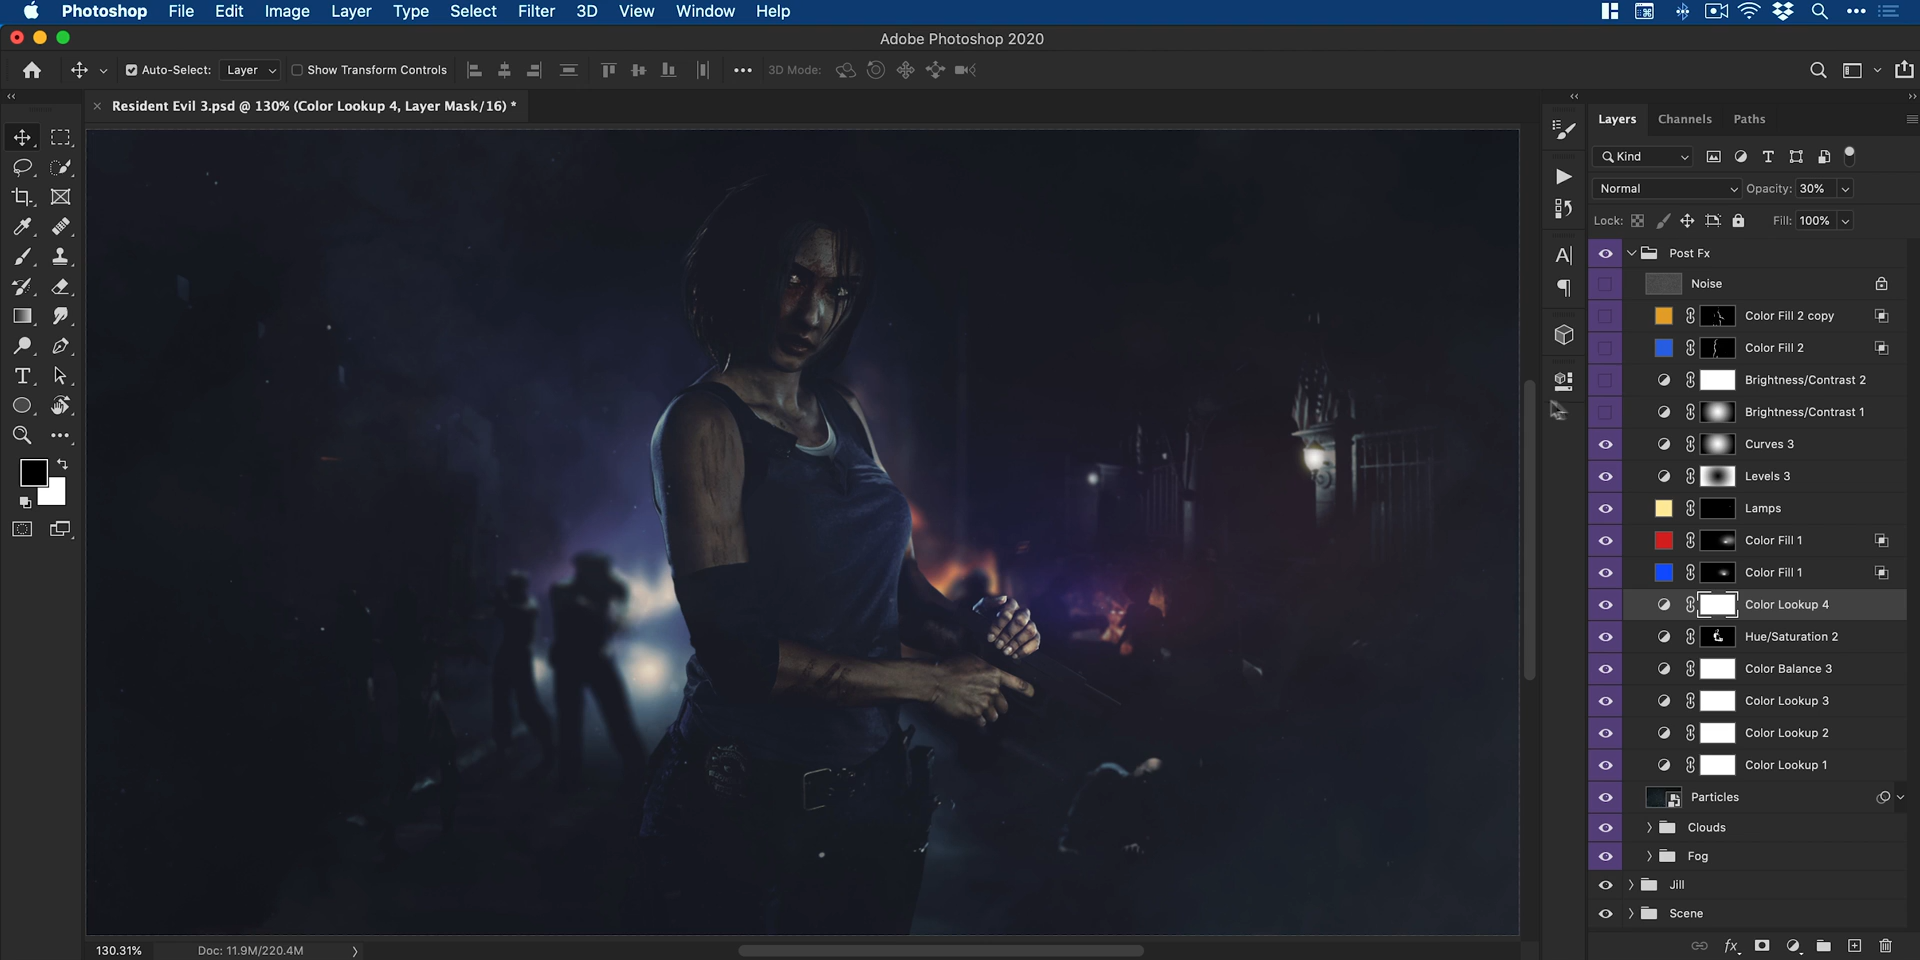 Photoshop File Edit Image Layer Type Select Filter 3D View Window Help
Adobe Photoshop 2020
Auto-Select: Layer Show Transform Controls 3D Mode:
Resident Evil 3.psd @ 130% (Color Lookup 4, Layer Mask/16) *
Layers Channels Paths
Kind
Normal Opacity: 30%
Lock: Fill: 100%
Post Fx
Noise
Color Fill 2 copy
Color Fill 2
Brightness/Contrast 2
Brightness/Contrast 1
Curves 3
Levels 3
Lamps
Color Fill 1
Color Fill 1
Color Lookup 4
Hue/Saturation 2
Color Balance 3
Color Lookup 3
Color Lookup 2
Color Lookup 1
Particles
Clouds
Fog
Jill
Scene
130.31% Doc: 11.9M/220.4M